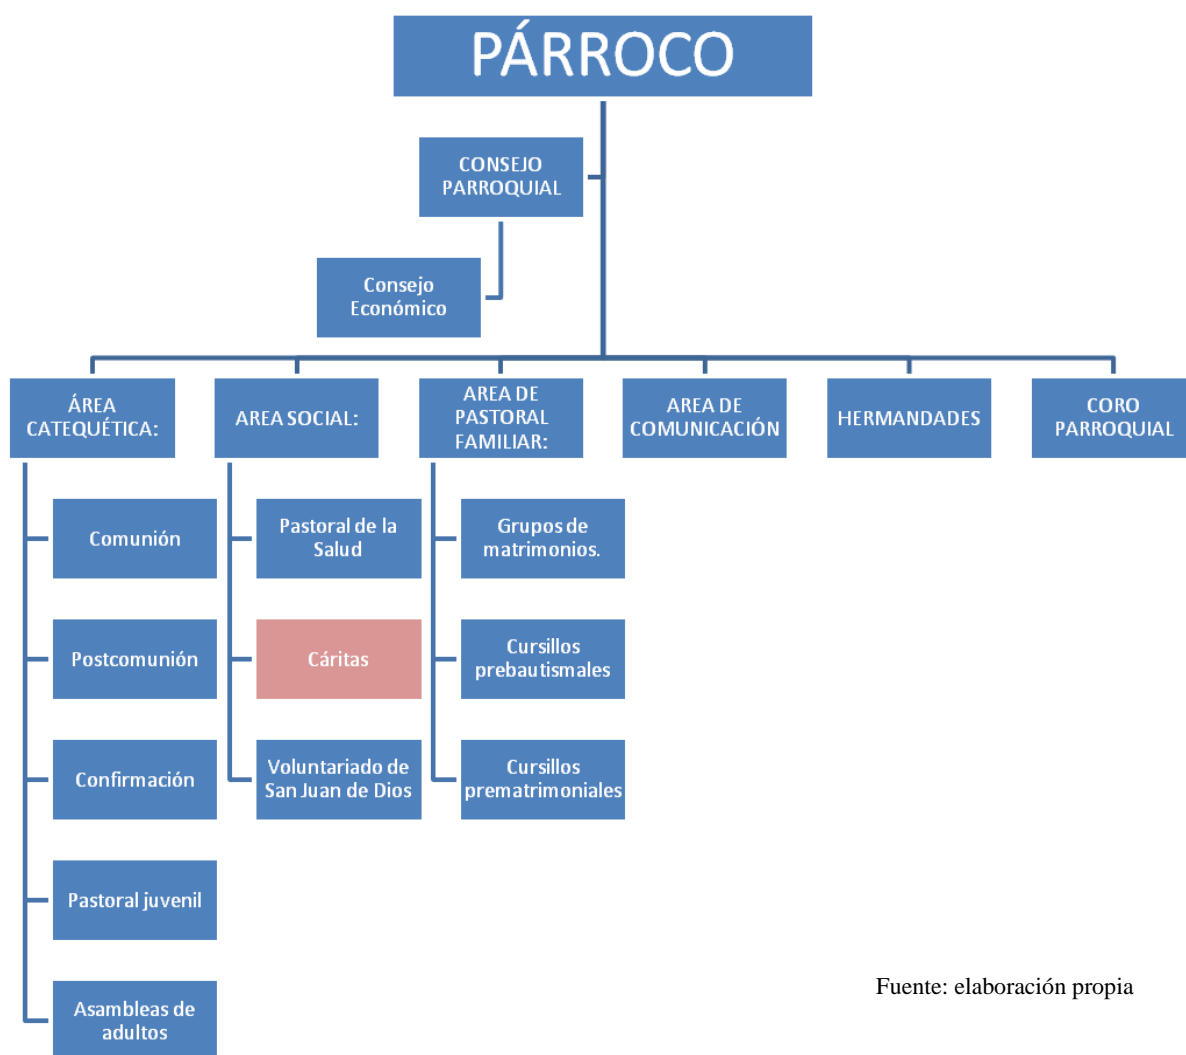 PÁRROCO
CONSEJO
PARROQUIAL
Consejo
Económico
ÁREA
CATEQUÉTICA:
AREA SOCIAL:
AREA DE
PASTORAL
FAMILIAR:
AREA DE
COMUNICACIÓN
HERMANDADES
CORO
PARROQUIAL
Comunión
Postcomunión
Confirmación
Pastoral juvenil
Asambleas de
adultos
Pastoral de la
Salud
Cáritas
Voluntariado de
San Juan de Dios
Grupos de
matrimonios.
Cursillos
prebautismales
Cursillos
prematrimoniales
Fuente: elaboración propia